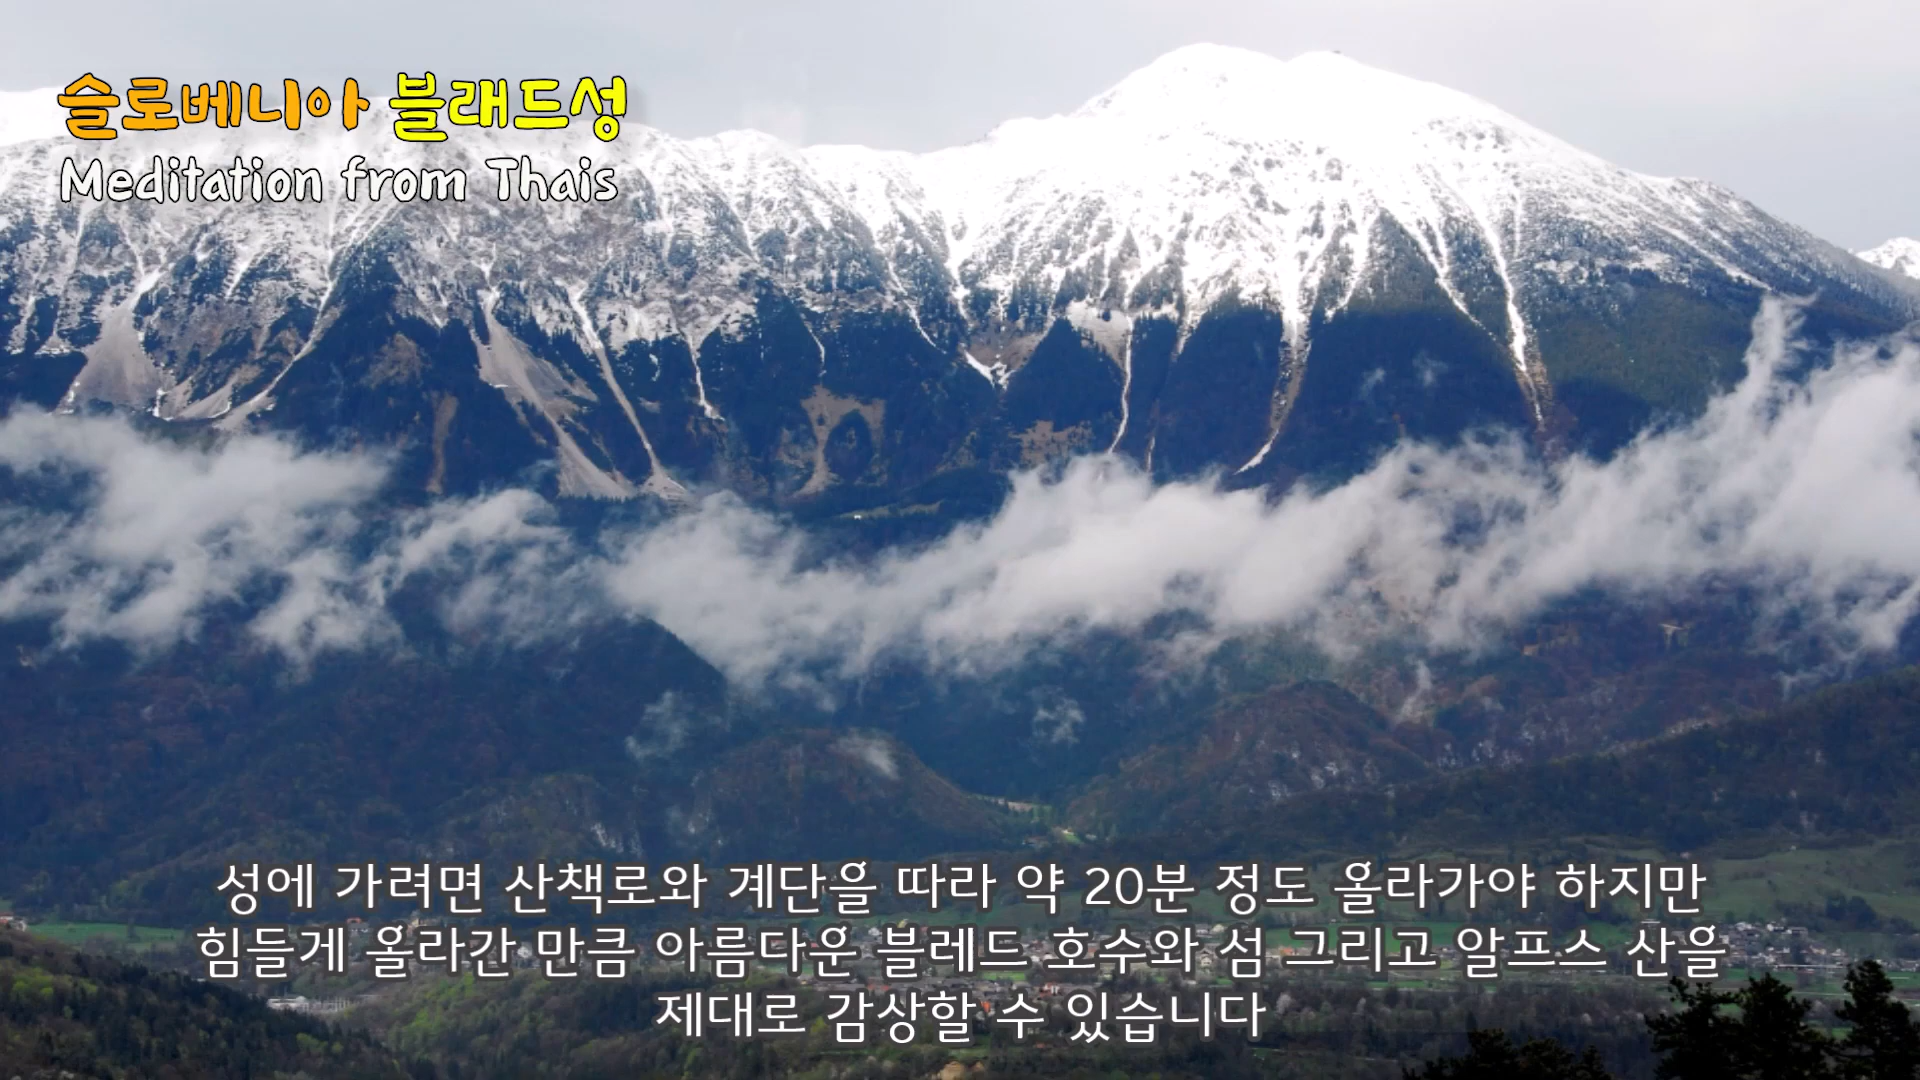 슬로베니아 블래드성
Meditation from Thais
성에 가려면 산책로와 계단을 따라 약 20분 정도 올라가야 하지만
힘들게 올라간 만큼 아름다운 블레드 호수와 섬 그리고 알프스 산을
제대로 감상할 수 있습니다